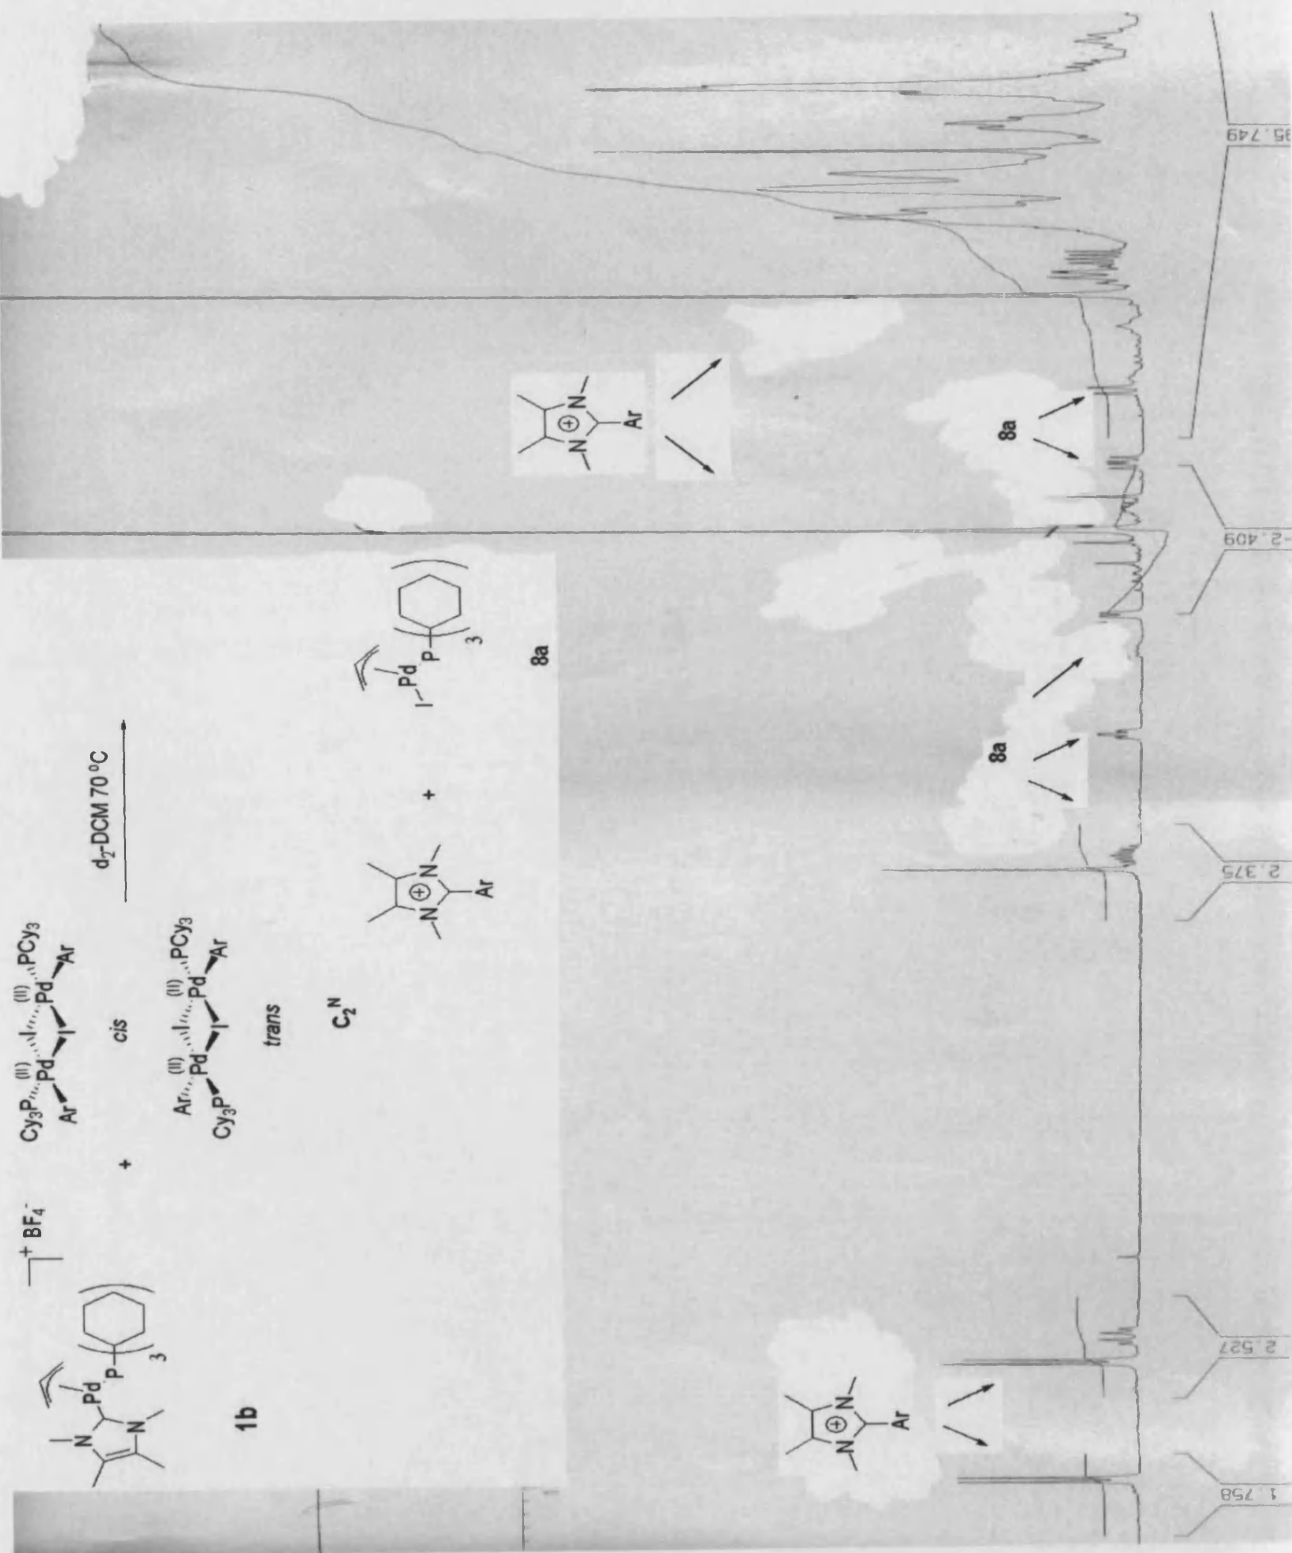 + BF4-
N
N
Pd
P
3
1b
+
Cy3P
(II)
Pd
I
I
(II)
Pd
PCy3
Ar
Ar
cis
Ar
(II)
Pd
I
I
(II)
Pd
PCy3
Cy3P
Ar
trans
C2N
d2-DCM 70 °C
N
+
N
Ar
+
I
Pd
P
3
8a
N
+
N
Ar
N
+
N
Ar
8a
8a
1.758
2.527
2.375
-2.409
95.749